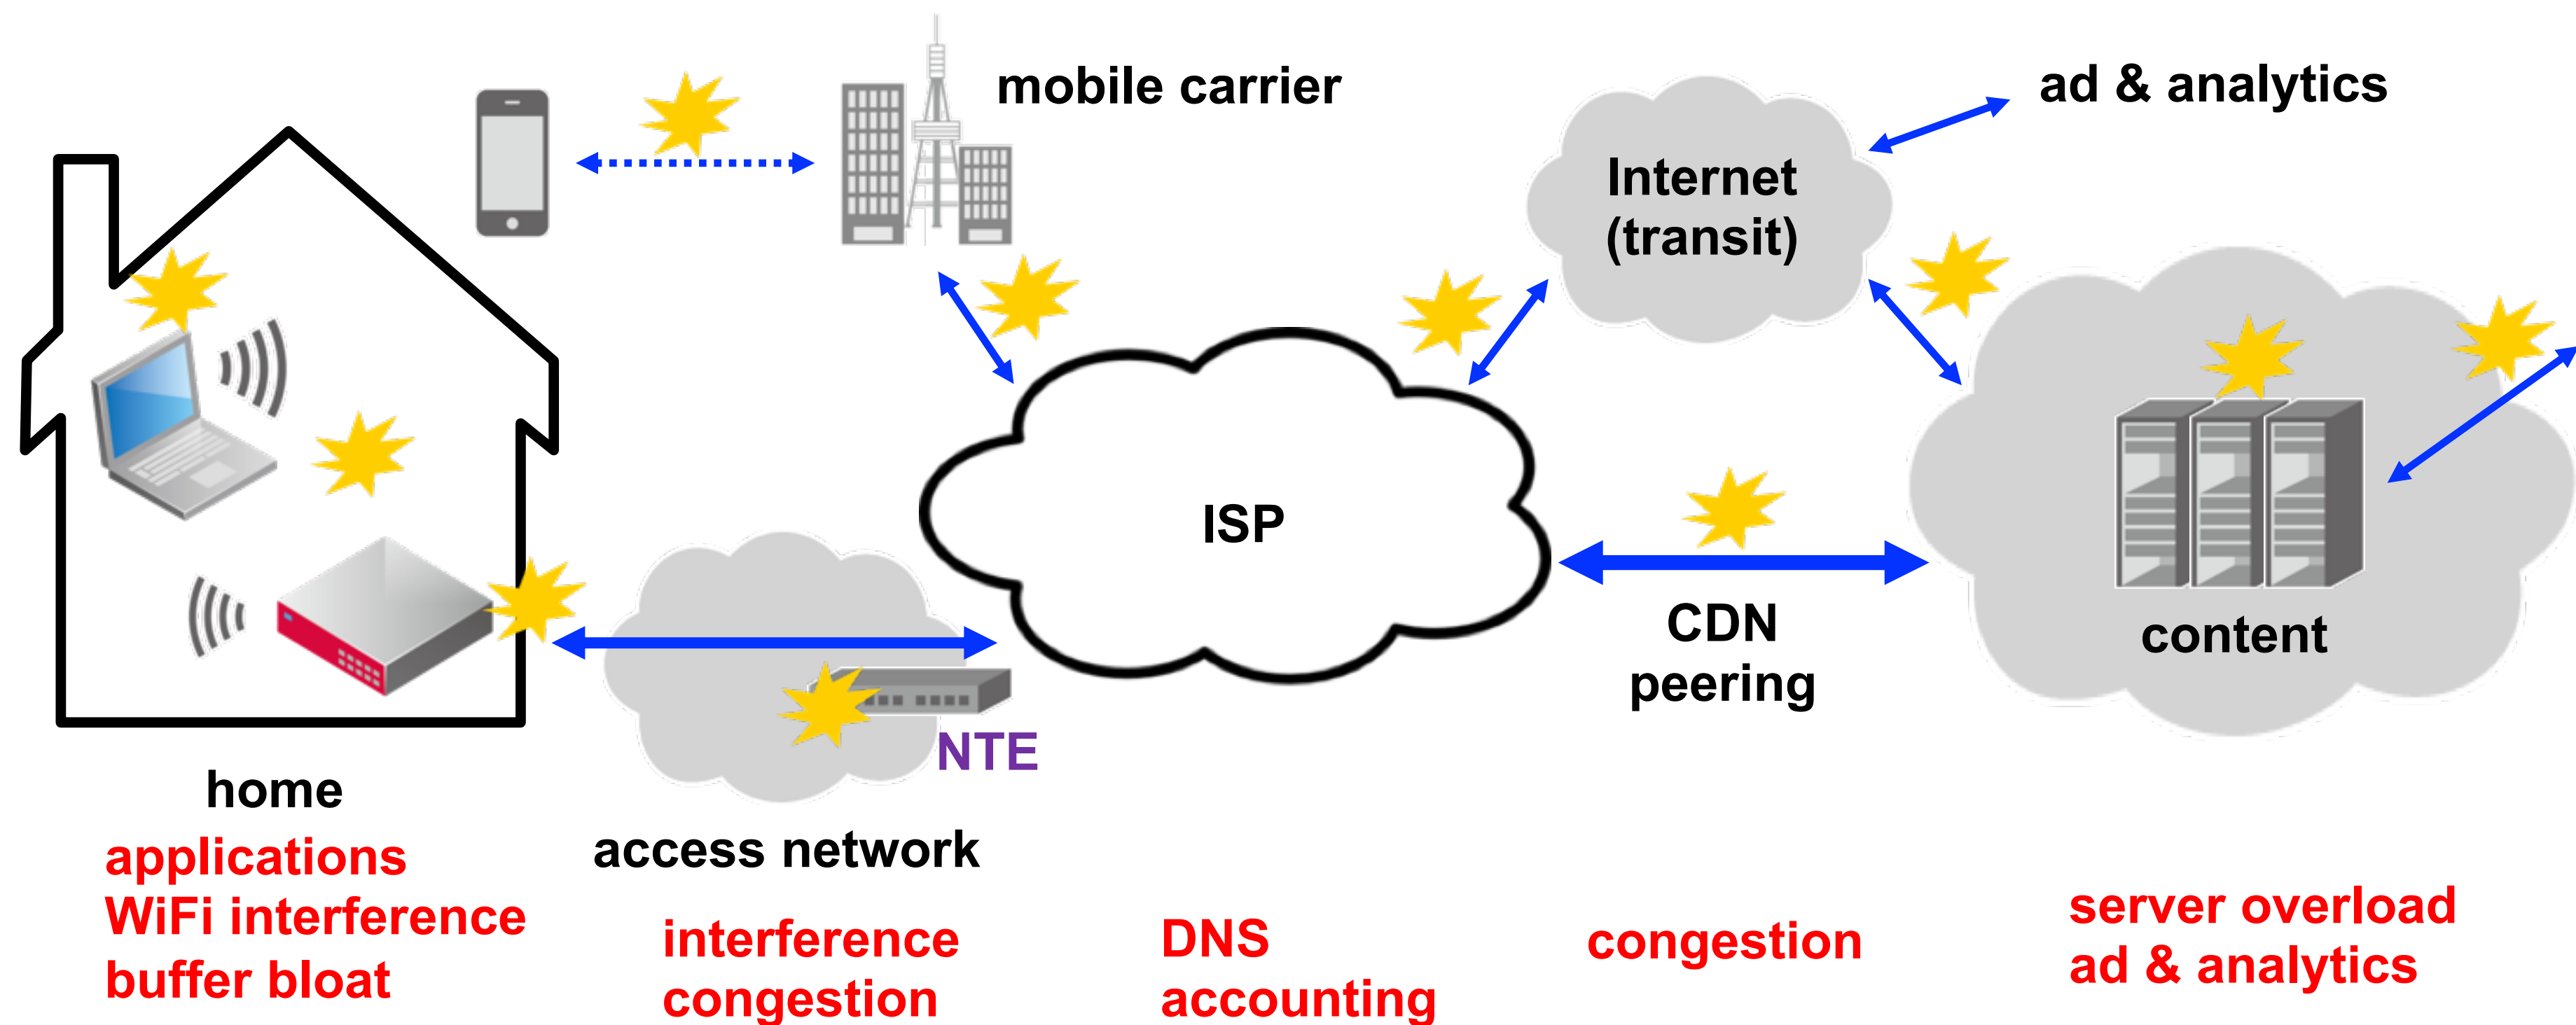 mobile carrier
ad & analytics
Internet
(transit)
ISP
CDN
peering
content
NTE
home
access network
applications
WiFi interference
buffer bloat
interference
congestion
DNS
accounting
congestion
server overload
ad & analytics